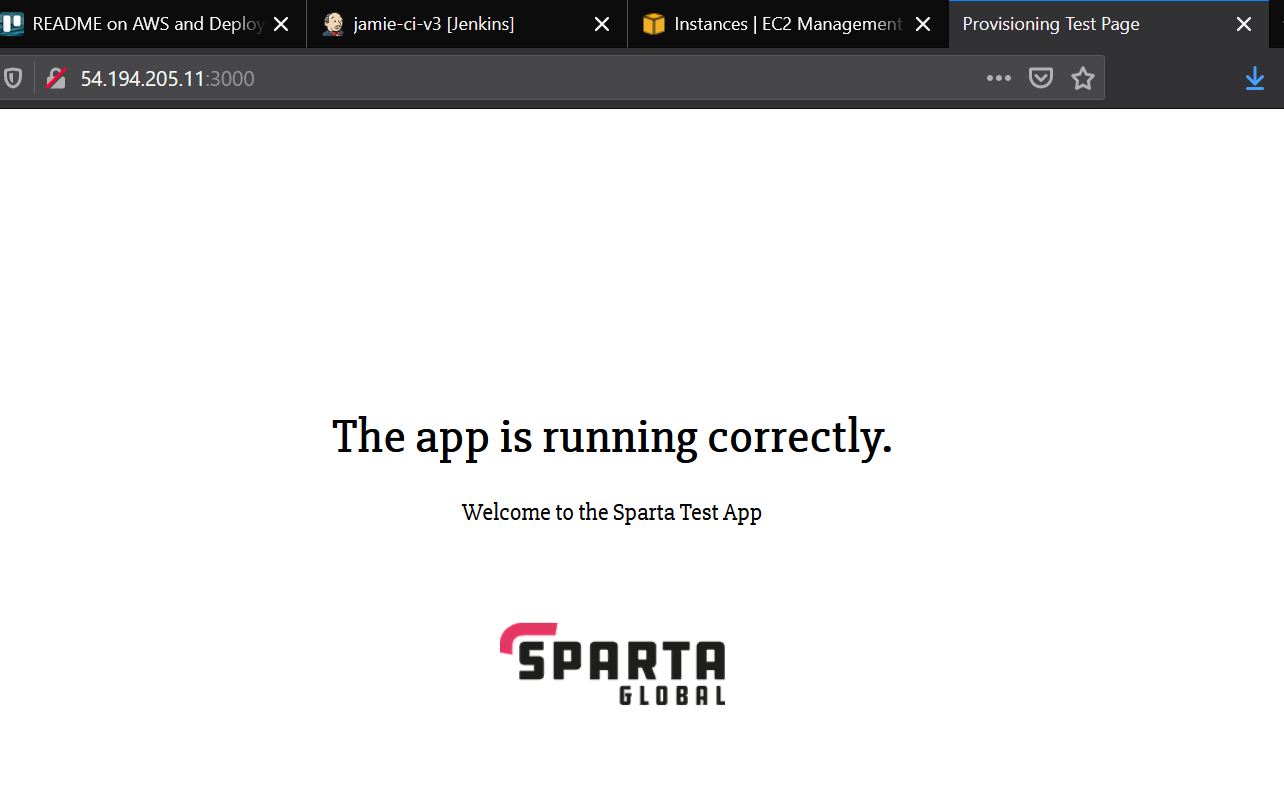 README on AWS and Deploy
jamie-ci-v3 [Jenkins]
Instances | EC2 Management
Provisioning Test Page
54.194.205.11:3000
The app is running correctly.
Welcome to the Sparta Test App
SPARTA
GLOBAL